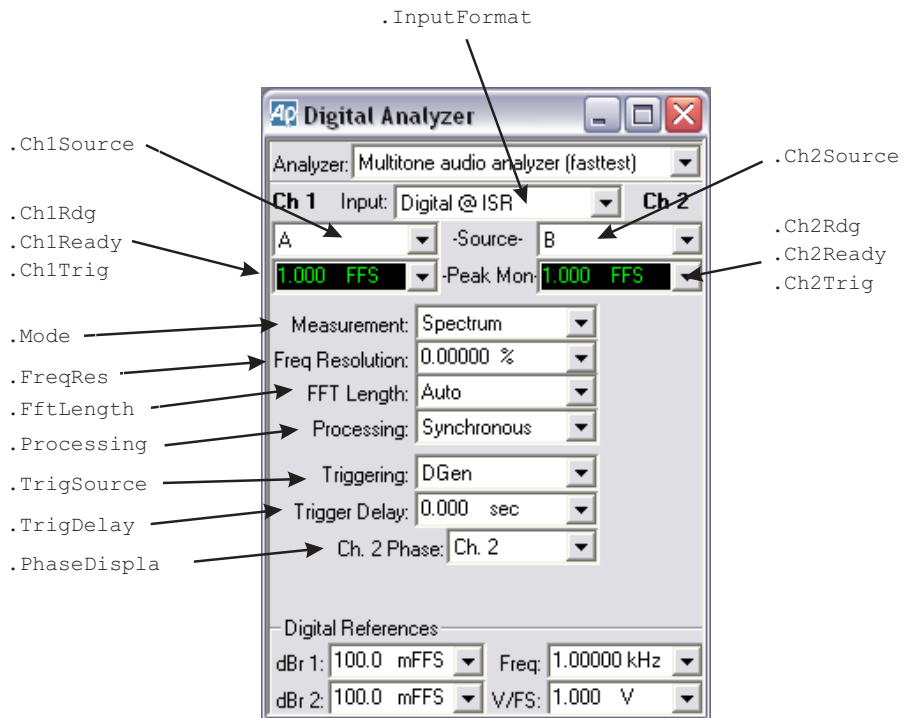 .InputFormat
Digital Analyzer
.Ch1Source
Analyzer: Multitone audio analyzer (fasttest)
.Ch2Source
Ch 1 Input: Digital @ ISR Ch 2
.Ch1Rdg
.Ch1Ready
.Ch1Trig
A -Source- B
1.000 FFS -Peak Mon- 1.000 FFS
.Ch2Rdg
.Ch2Ready
.Ch2Trig
.Mode
Measurement: Spectrum
.FreqRes
Freq Resolution: 0.00000 %
.FftLength
FFT Length: Auto
.Processing
Processing: Synchronous
.TrigSource
Triggering: DGen
.TrigDelay
Trigger Delay: 0.000 sec
.PhaseDispla
Ch. 2 Phase: Ch. 2
Digital References
dBr 1: 100.0 mFFS Freq: 1.00000 kHz
dBr 2: 100.0 mFFS V/FS: 1.000 V